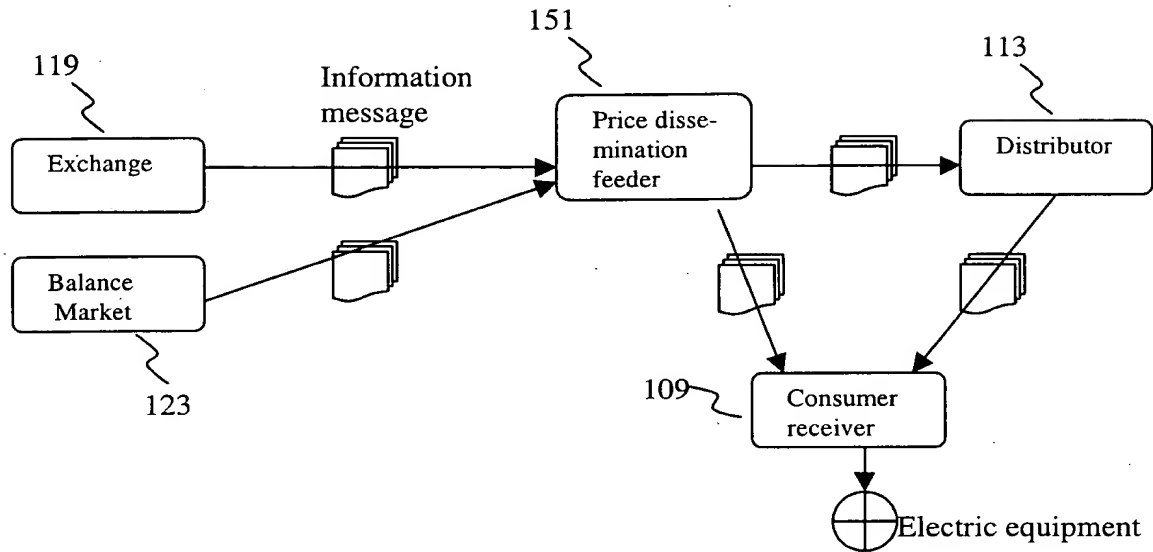 151
113
119
Information
message
Price disse-
mination
feeder
Exchange
Distributor
Balance
Market
123
109
Consumer
receiver
Electric equipment